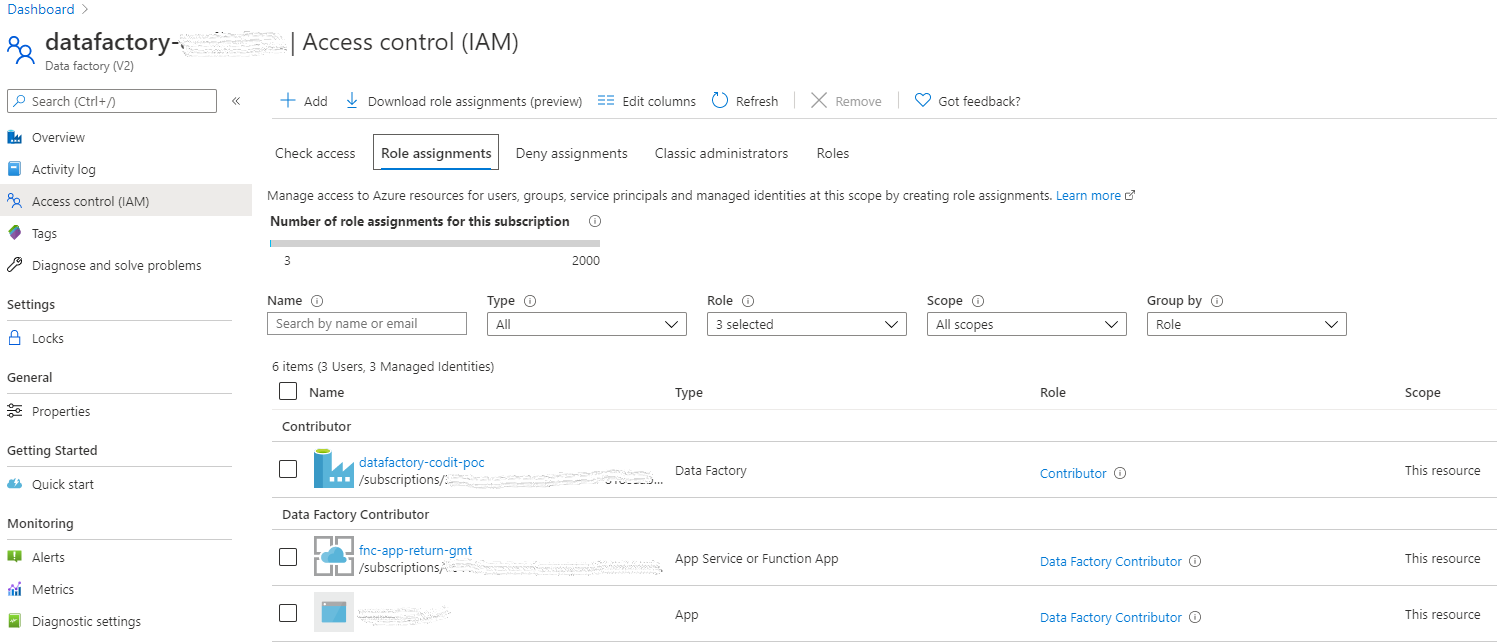 Dashboard >
datafactory- | Access control (IAM)
Data factory (V2)
Search (Ctrl+/)
«
Overview
Activity log
Access control (IAM)
Tags
Diagnose and solve problems
Settings
Locks
General
Properties
Getting Started
Quick start
Monitoring
Alerts
Metrics
Diagnostic settings
Add Download role assignments (preview) Edit columns Refresh Remove Got feedback?
Check access Role assignments Deny assignments Classic administrators Roles
Manage access to Azure resources for users, groups, service principals and managed identities at this scope by creating role assignments. Learn more
Number of role assignments for this subscription
3 2000
Name Type Role Scope Group by
Search by name or email All 3 selected All scopes Role
6 items (3 Users, 3 Managed Identities)
Name Type Role Scope
Contributor
datafactory-codit-poc
/subscriptions/ ...
Data Factory Contributor This resource
Data Factory Contributor
fnc-app-return-gmt
/subscriptions/
App Service or Function App Data Factory Contributor This resource
App Data Factory Contributor This resource